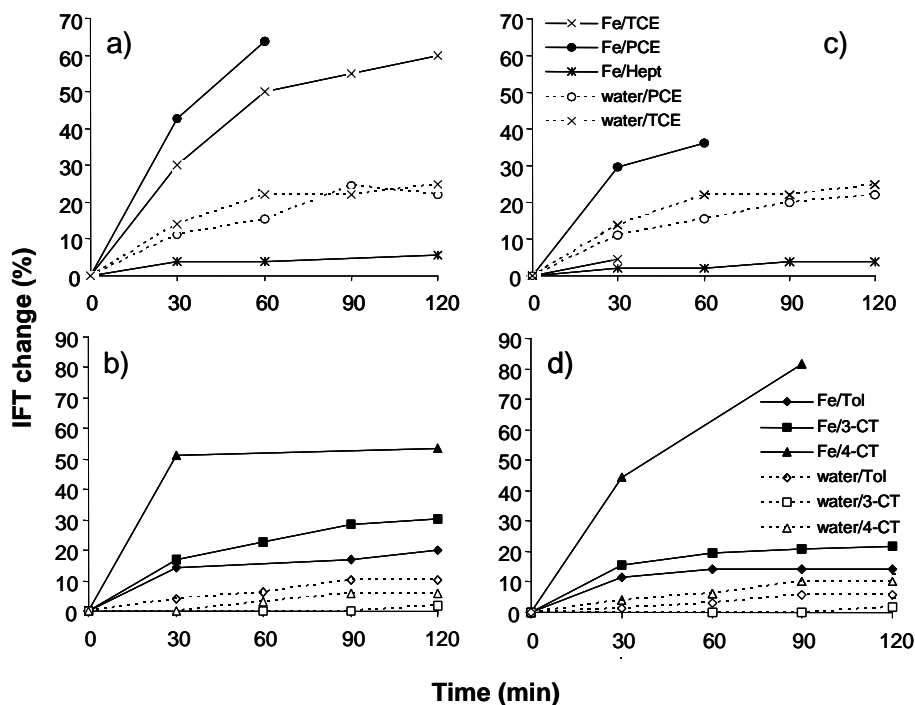 a)
70
60
50
40
30
20
10
0
0 30 60 90 120
c)
Fe/TCE
Fe/PCE
Fe/Hept
water/PCE
water/TCE
70
60
50
40
30
20
10
0
0 30 60 90 120
IFT change (%)
b)
90
80
70
60
50
40
30
20
10
0
0 30 60 90 120
d)
Fe/Tol
Fe/3-CT
Fe/4-CT
water/Tol
water/3-CT
water/4-CT
90
80
70
60
50
40
30
20
10
0
0 30 60 90 120
Time (min)